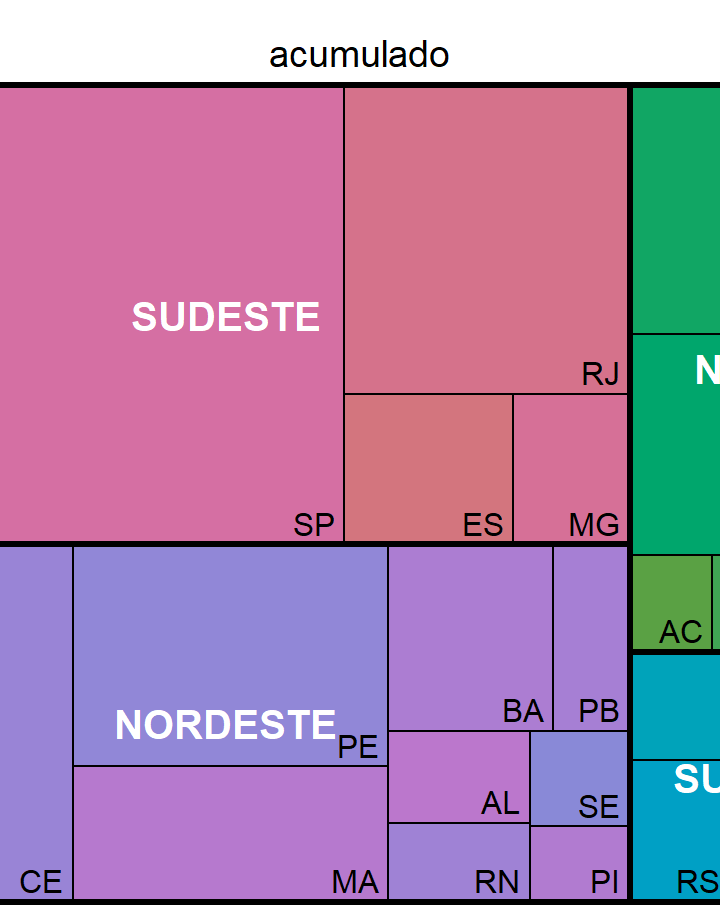 acumulado
SUDESTE
RJ
SP
ES
MG
N
AC
NORDESTE
PE
BA
PB
AL
SE
CE
MA
RN
PI
SU
RS